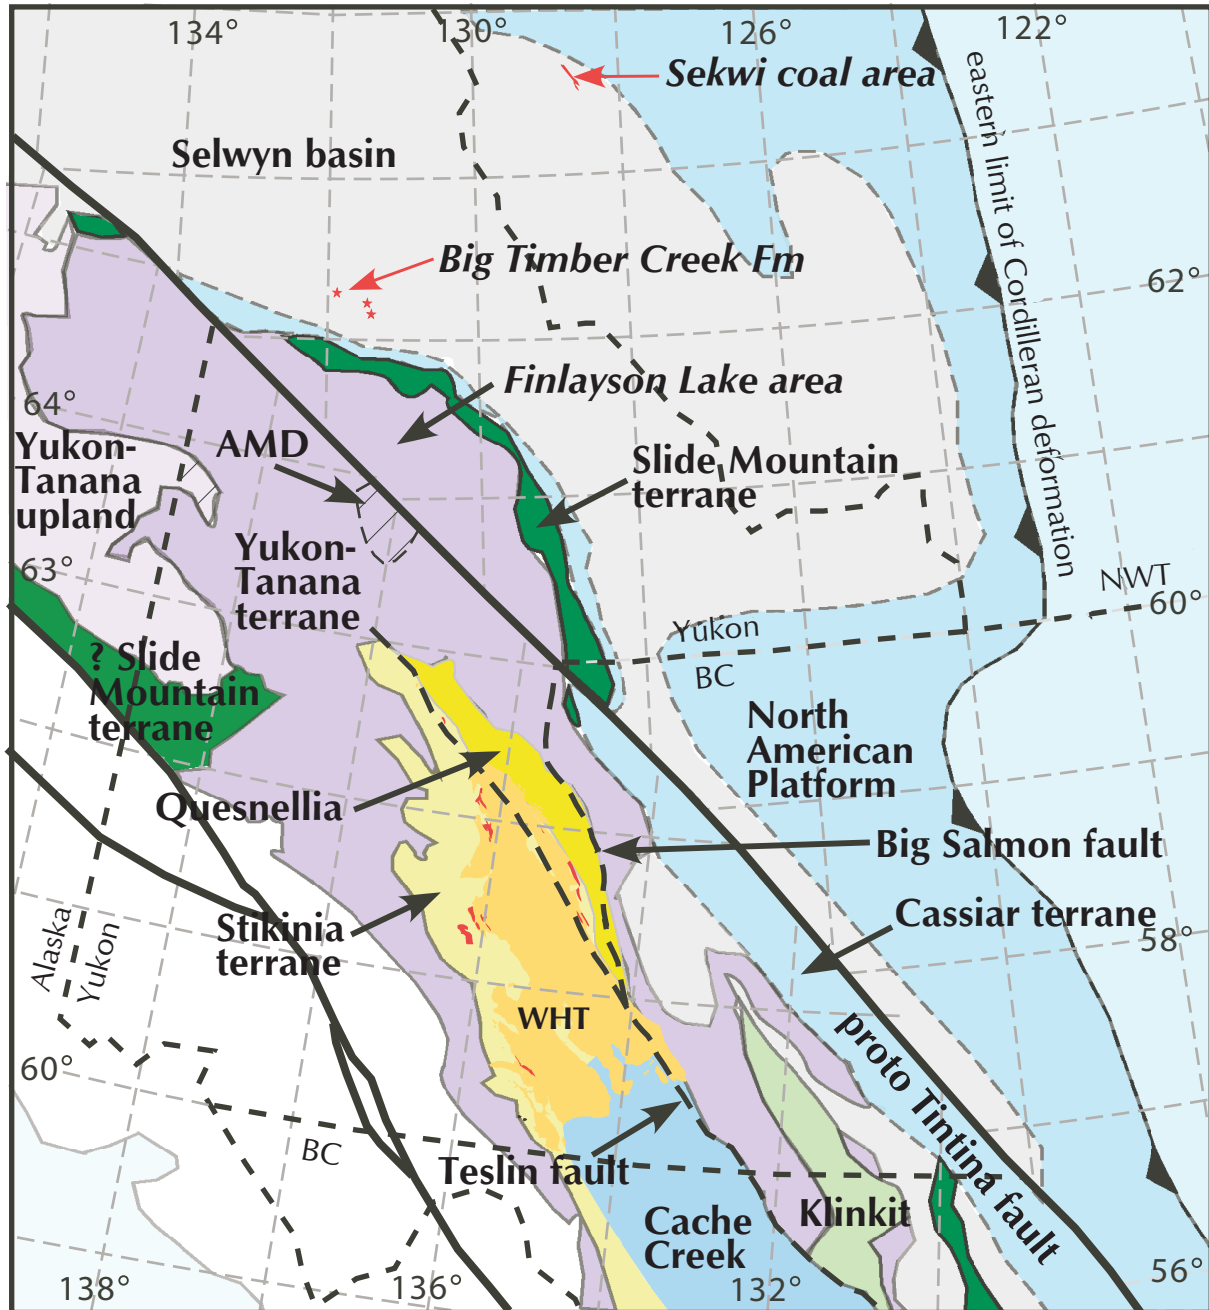 134°
130°
126°
122°
Sekwi coal area
eastern limit of Cordilleran deformation
Selwyn basin
Big Timber Creek Fm
62°
Finlayson Lake area
64°
Yukon-
Tanana
upland
AMD
Slide Mountain
terrane
Yukon-
Tanana
terrane
63°
NWT
60°
Yukon
BC
? Slide
Mountain
terrane
North
American
Platform
Quesnellia
Big Salmon fault
Cassiar terrane
Stikinia
terrane
58°
Alaska
Yukon
WHT
proto Tintina fault
60°
BC
Teslin fault
Klinkit
Cache
Creek
56°
138°
136°
132°